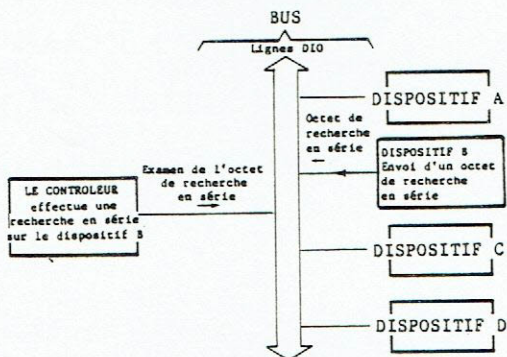 BUS
Lignes DIO
DISPOSITIF A
Octet de
recherche
en série
DISPOSITIF B
Envoi d'un octet
de recherche
en série
Examen de l'octet
de recherche
en série
LE CONTROLEUR
effectue une
recherche en série
sur le dispositif B
DISPOSITIF C
DISPOSITIF D